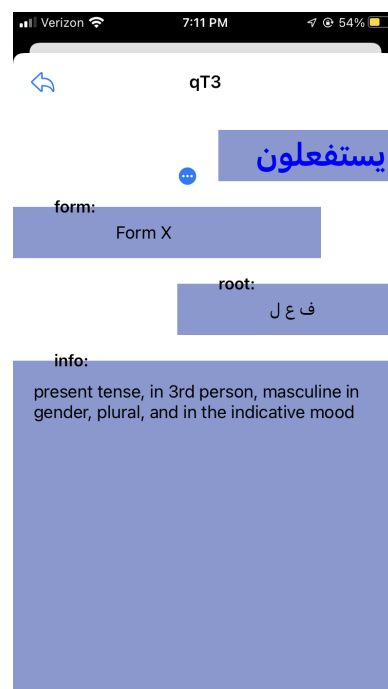 Verizon 7:11 PM 54%
qT3
يستفعلون
form:
Form X
root:
ف ع ل
info:
present tense, in 3rd person, masculine in
gender, plural, and in the indicative mood